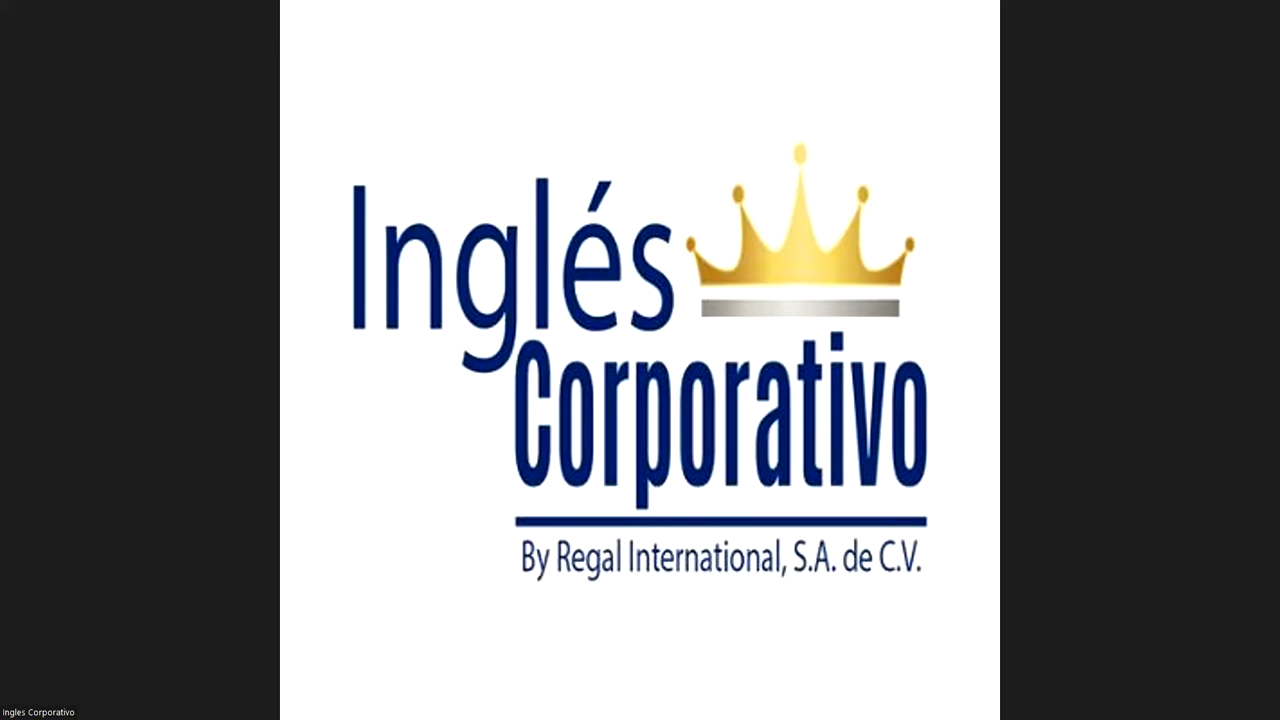 Inglés
Corporativo
By Regal International, S.A. de C.V.
Ingles Corporativo